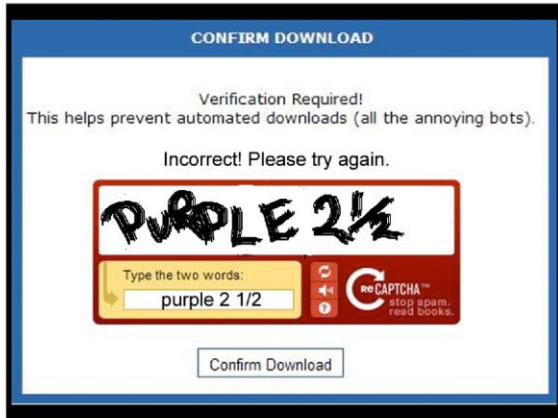 CONFIRM DOWNLOAD
Verification Required!
This helps prevent automated downloads (all the annoying bots).
Incorrect! Please try again.
PURPLE 2½
Type the two words:
purple 2 1/2
reCAPTCHA™
stop spam.
read books.
Confirm Download